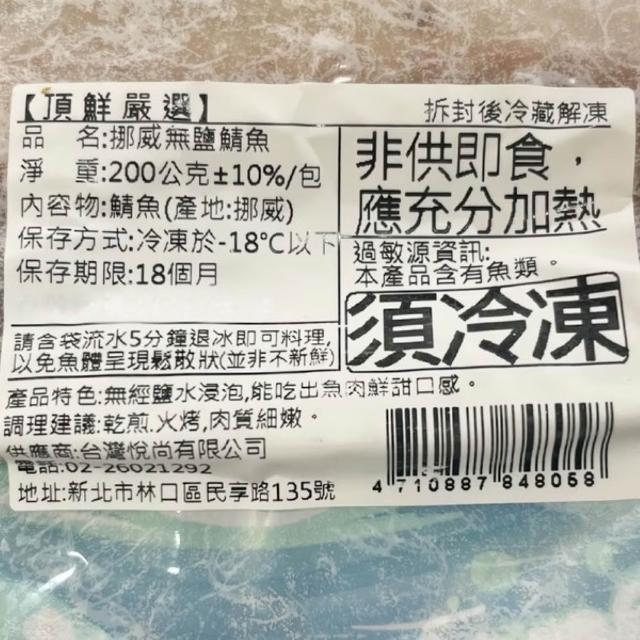 【頂鮮嚴選】
拆封後冷藏解凍
品 名:挪威無鹽鯖魚
淨 重:200公克±10%/包
內容物:鯖魚(產地:挪威)
保存方式:冷凍於-18℃以下
保存期限:18個月
非供即食，
應充分加熱
過敏源資訊:
本產品含有魚類。
須冷凍
請含袋流水5分鐘退冰即可料理,
以免魚體呈現鬆散狀(並非不新鮮)
產品特色:無經鹽水浸泡,能吃出魚肉鮮甜口感。
調理建議:乾煎.火烤,肉質細嫩。
供應商:台灣悅尚有限公司
電話:02-26021292
地址:新北市林口區民享路135號
4 710887 848058